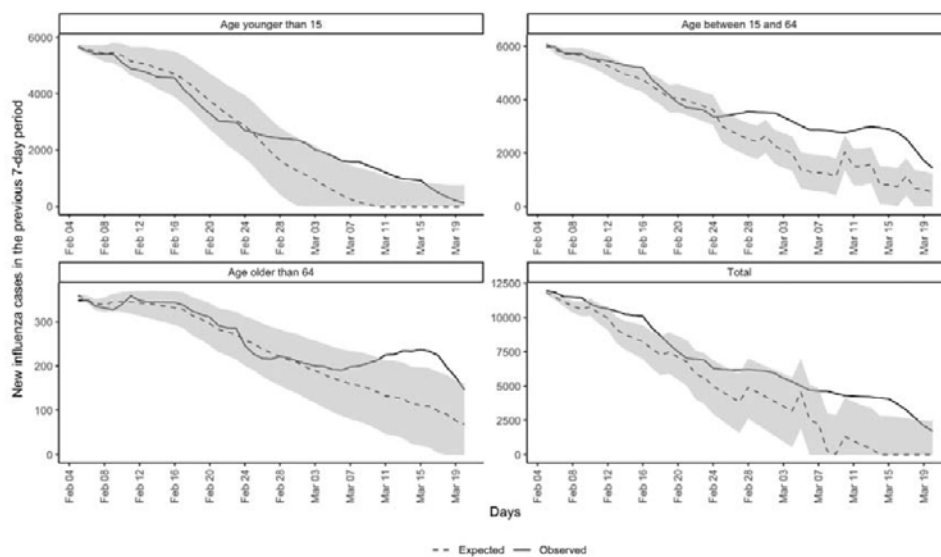 Age younger than 15
Age between 15 and 64
6000
4000
2000
0
Feb 04
Feb 08
Feb 12
Feb 16
Feb 20
Feb 24
Feb 28
Mar 03
Mar 07
Mar 11
Mar 15
Mar 19
6000
4000
2000
0
Feb 04
Feb 08
Feb 12
Feb 16
Feb 20
Feb 24
Feb 28
Mar 03
Mar 07
Mar 11
Mar 15
Mar 19
New influenza cases in the previous 7-day period
Age older than 64
Total
300
200
100
0
Feb 04
Feb 08
Feb 12
Feb 16
Feb 20
Feb 24
Feb 28
Mar 03
Mar 07
Mar 11
Mar 15
Mar 19
12500
10000
7500
5000
2500
0
Feb 04
Feb 08
Feb 12
Feb 16
Feb 20
Feb 24
Feb 28
Mar 03
Mar 07
Mar 11
Mar 15
Mar 19
Days
Expected
Observed